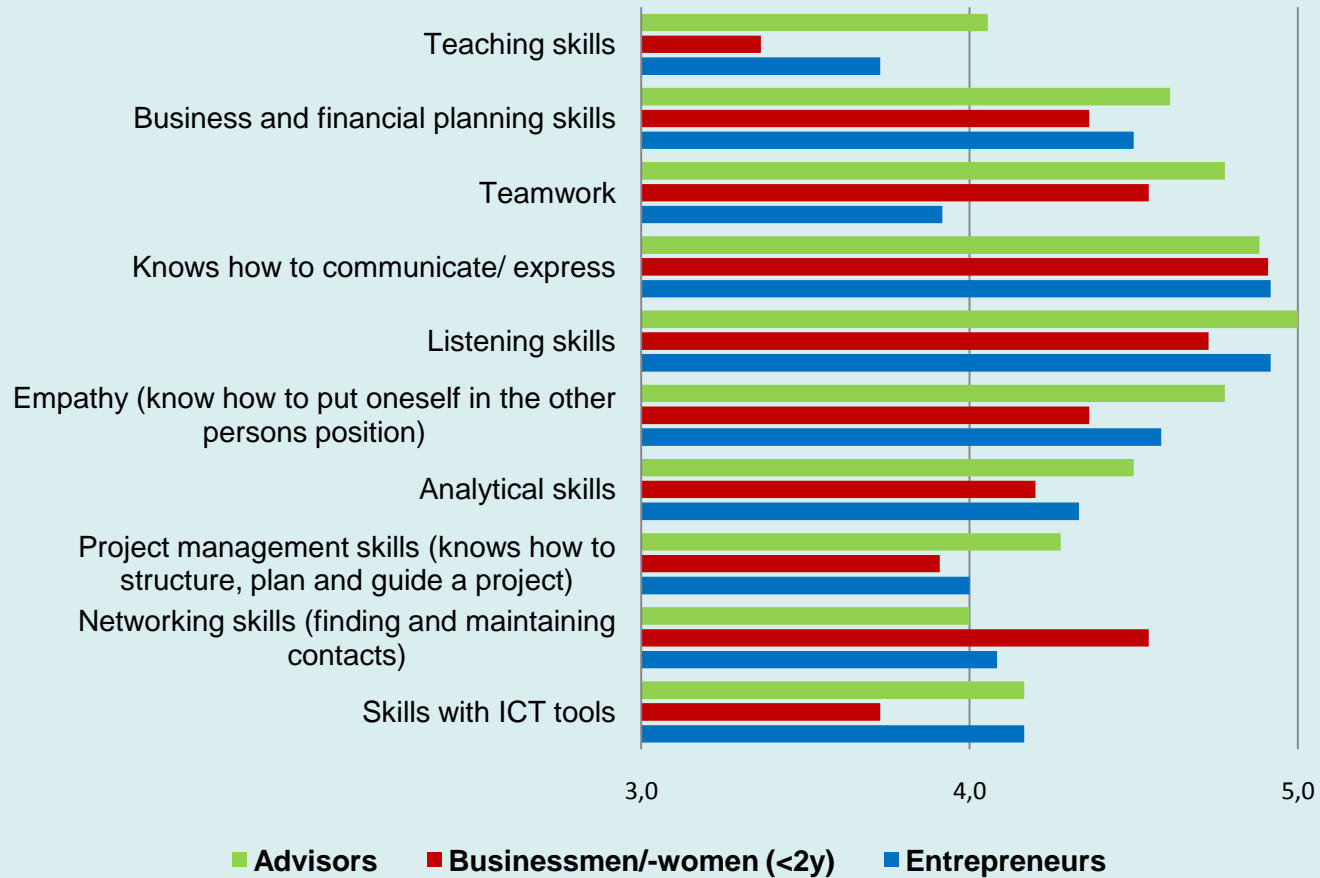 Teaching skills
Business and financial planning skills
Teamwork
Knows how to communicate/ express
Listening skills
Empathy (know how to put oneself in the other
persons position)
Analytical skills
Project management skills (knows how to
structure, plan and guide a project)
Networking skills (finding and maintaining
contacts)
Skills with ICT tools
3,0 4,0 5,0
Advisors Businessmen/-women (<2y) Entrepreneurs